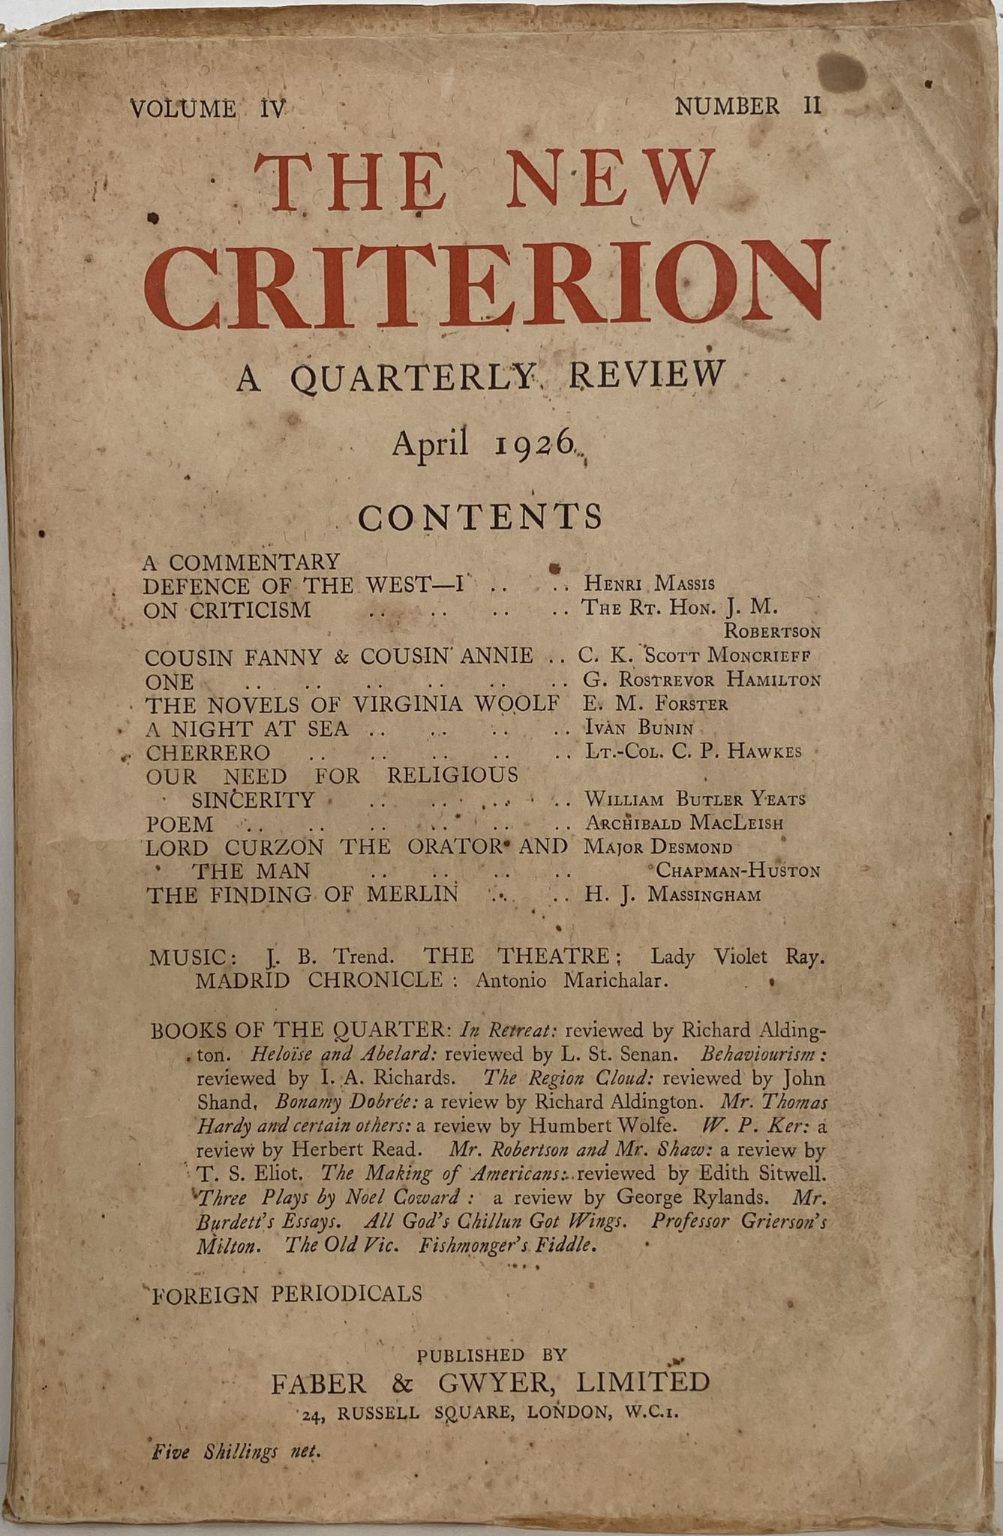 VOLUME IV NUMBER II
THE NEW
CRITERION
A QUARTERLY REVIEW
April 1926
CONTENTS
A COMMENTARY
DEFENCE OF THE WEST—I .. .. HENRI MASSIS
ON CRITICISM .. .. .. .. THE RT. HON. J. M.
ROBERTSON
COUSIN FANNY & COUSIN ANNIE .. C. K. SCOTT MONCRIEFF
ONE .. .. .. .. .. .. G. ROSTREVOR HAMILTON
THE NOVELS OF VIRGINIA WOOLF E. M. FORSTER
A NIGHT AT SEA .. .. .. .. IVAN BUNIN
CHERRERO .. .. .. .. .. LT.-COL. C. P. HAWKES
OUR NEED FOR RELIGIOUS
SINCERITY .. .. .. .. WILLIAM BUTLER YEATS
POEM .. .. .. .. .. .. ARCHIBALD MACLEISH
LORD CURZON THE ORATOR AND MAJOR DESMOND
THE MAN .. .. .. .. CHAPMAN-HUSTON
THE FINDING OF MERLIN .. .. H. J. MASSINGHAM
MUSIC: J. B. Trend. THE THEATRE; Lady Violet Ray.
MADRID CHRONICLE: Antonio Marichalar.
BOOKS OF THE QUARTER: In Retreat: reviewed by Richard Alding-
ton. Heloïse and Abelard: reviewed by L. St. Senan. Behaviourism:
reviewed by I. A. Richards. The Region Cloud: reviewed by John
Shand, Bonamy Dobrée: a review by Richard Aldington. Mr. Thomas
Hardy and certain others: a review by Humbert Wolfe. W. P. Ker: a
review by Herbert Read. Mr. Robertson and Mr. Shaw: a review by
T. S. Eliot. The Making of Americans: reviewed by Edith Sitwell.
Three Plays by Noel Coward: a review by George Rylands. Mr.
Burdett's Essays. All God's Chillun Got Wings. Professor Grierson's
Milton. The Old Vic. Fishmonger's Fiddle.
FOREIGN PERIODICALS
PUBLISHED BY
FABER & GWYER, LIMITED
24, RUSSELL SQUARE, LONDON, W.C.1.
Five Shillings net.